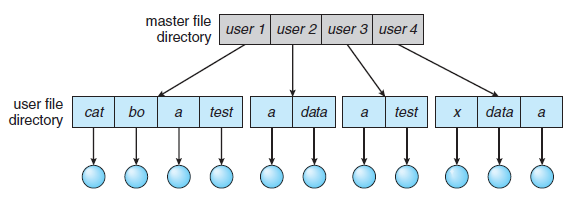 master file
directory
user 1 user 2 user 3 user 4
user file
directory
cat bo a test a data a test x data a